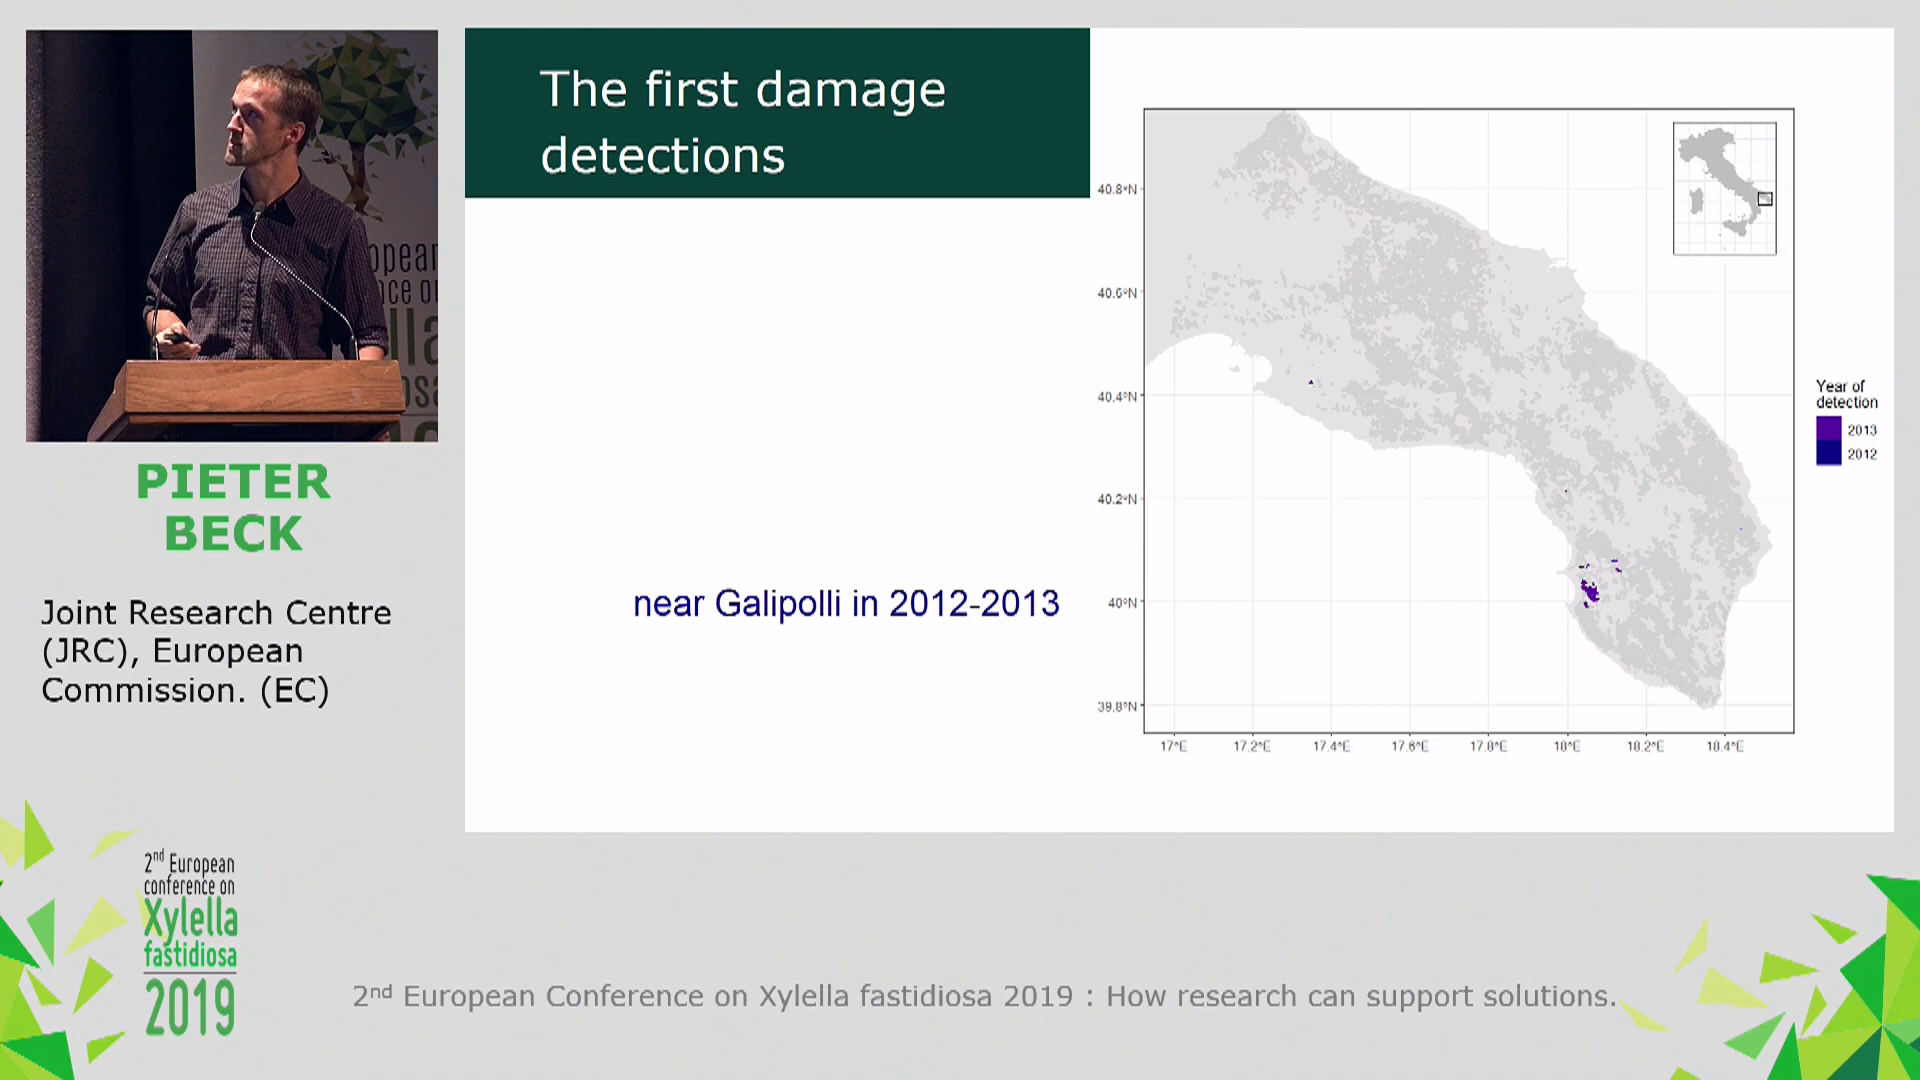 The first damage
detections
near Galipolli in 2012-2013
40.8°N
40.6°N
40.4°N
40.2°N
40°N
39.8°N
17°E
17.2°E
17.4°E
17.6°E
17.8°E
18°E
18.2°E
18.4°E
Year of
detection
2013
2012
PIETER
BECK
Joint Research Centre
(JRC), European
Commission. (EC)
2nd European
conference on
Xylella
fastidiosa
2019
2nd European Conference on Xylella fastidiosa 2019 : How research can support solutions.